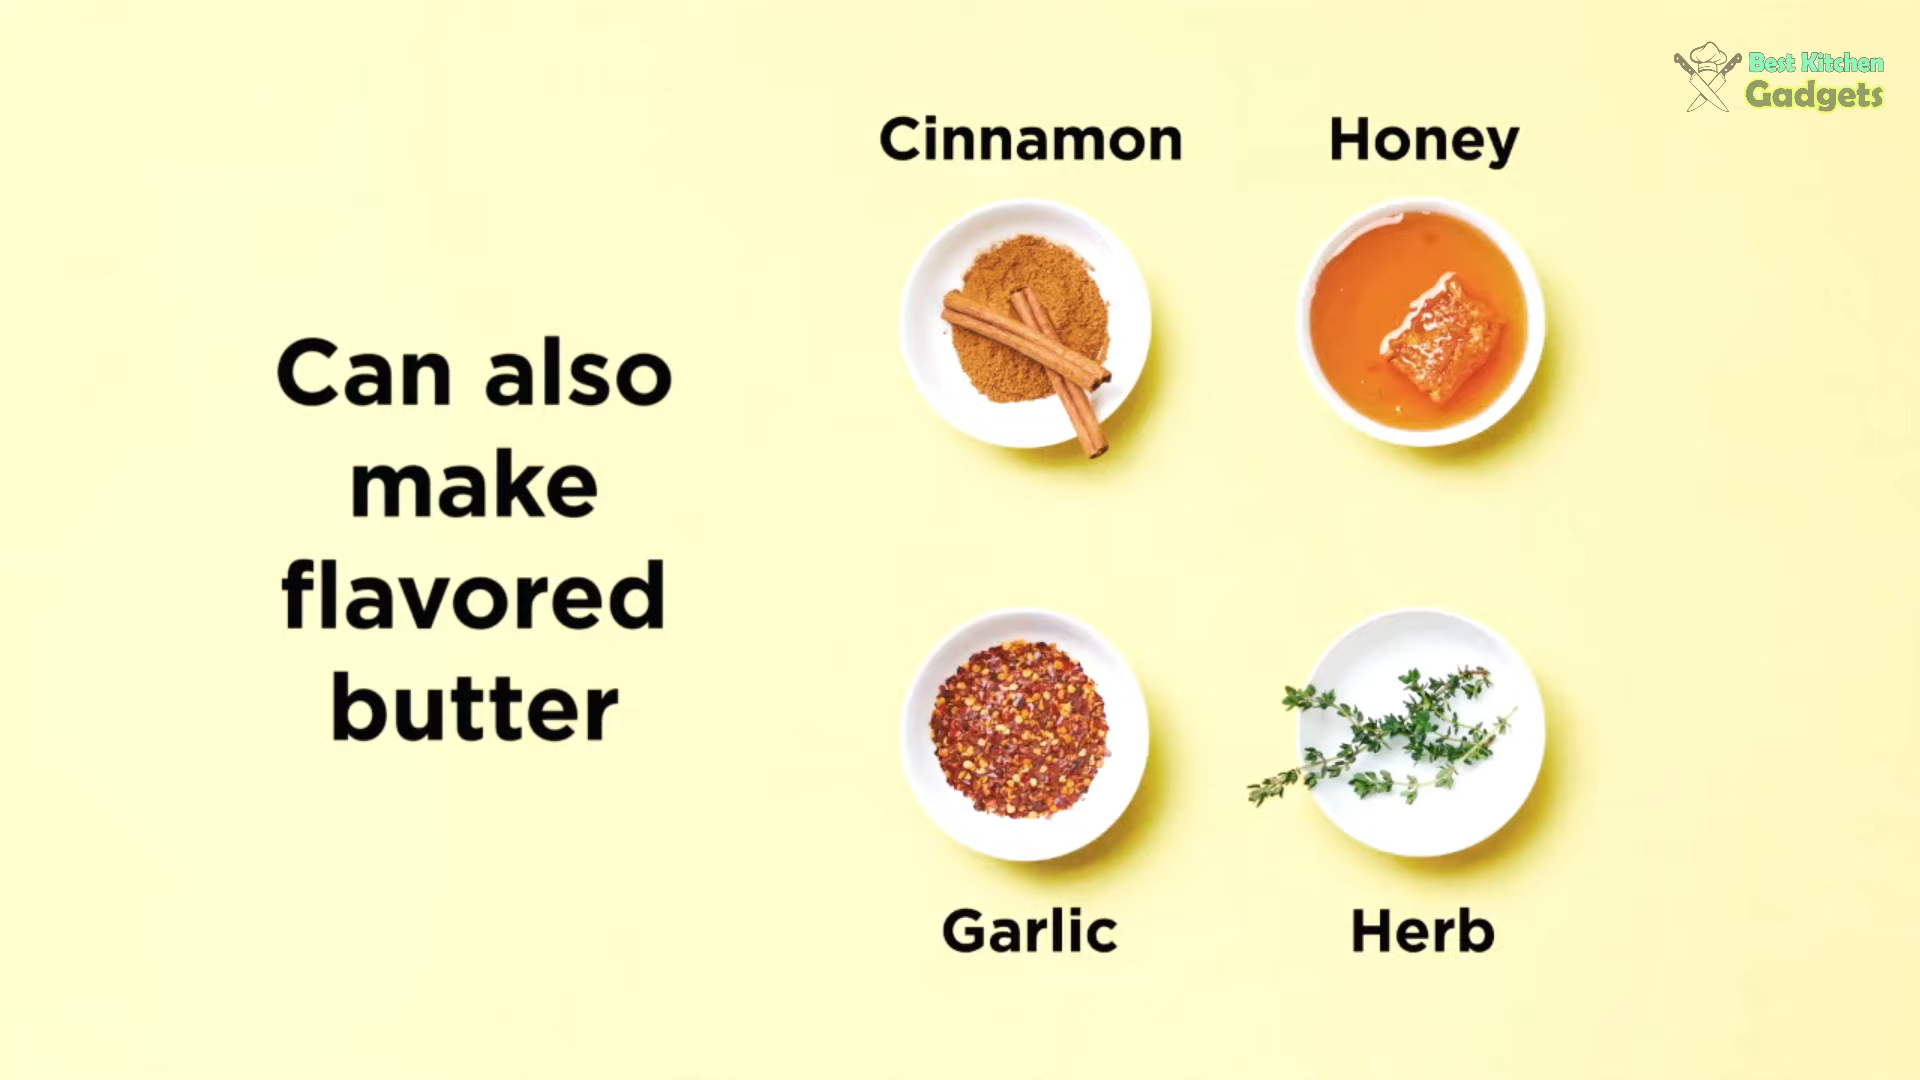 Best Kitchen
Gadgets
Cinnamon
Honey
Can also
make
flavored
butter
Garlic
Herb